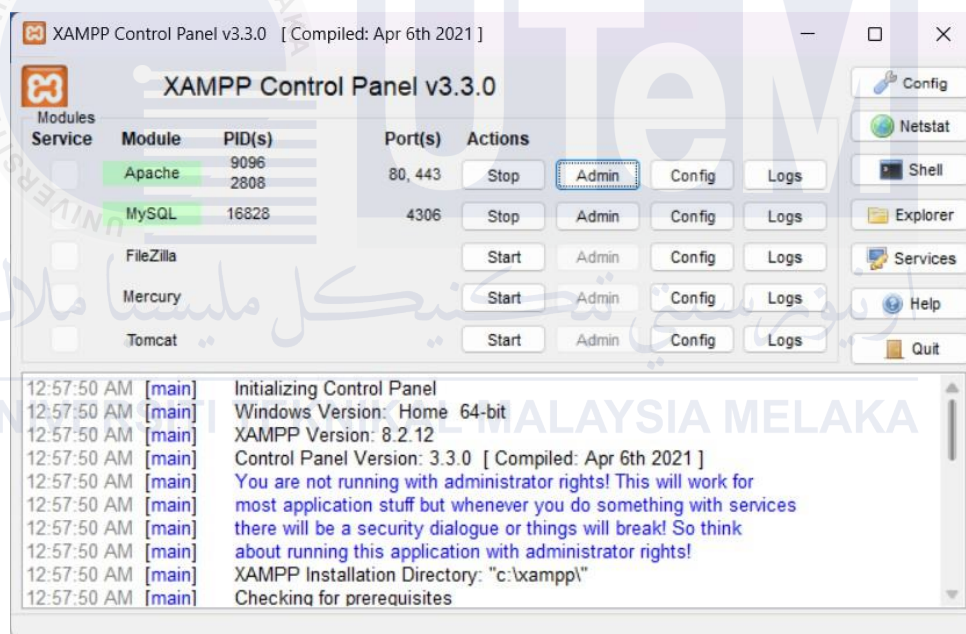 XAMPP Control Panel v3.3.0 [ Compiled: Apr 6th 2021 ]
XAMPP Control Panel v3.3.0
Config
Modules
Service Module PID(s) Port(s) Actions
Netstat
Apache 9096 2808 80, 443 Stop Admin Config Logs
Shell
MySQL 16828 4306 Stop Admin Config Logs
Explorer
FileZilla Start Admin Config Logs
Services
Mercury Start Admin Config Logs
Help
Tomcat Start Admin Config Logs
Quit
12:57:50 AM [main] Initializing Control Panel
12:57:50 AM [main] Windows Version: Home 64-bit
12:57:50 AM [main] XAMPP Version: 8.2.12
12:57:50 AM [main] Control Panel Version: 3.3.0 [ Compiled: Apr 6th 2021 ]
12:57:50 AM [main] You are not running with administrator rights! This will work for
12:57:50 AM [main] most application stuff but whenever you do something with services
12:57:50 AM [main] there will be a security dialogue or things will break! So think
12:57:50 AM [main] about running this application with administrator rights!
12:57:50 AM [main] XAMPP Installation Directory: "c:\xampp\"
12:57:50 AM [main] Checking for prerequisites
UTeM
اونيۏرسيتي تيكنيكل مليسيا ملاك
UNIVERSITI TEKNIKAL MALAYSIA MELAKA